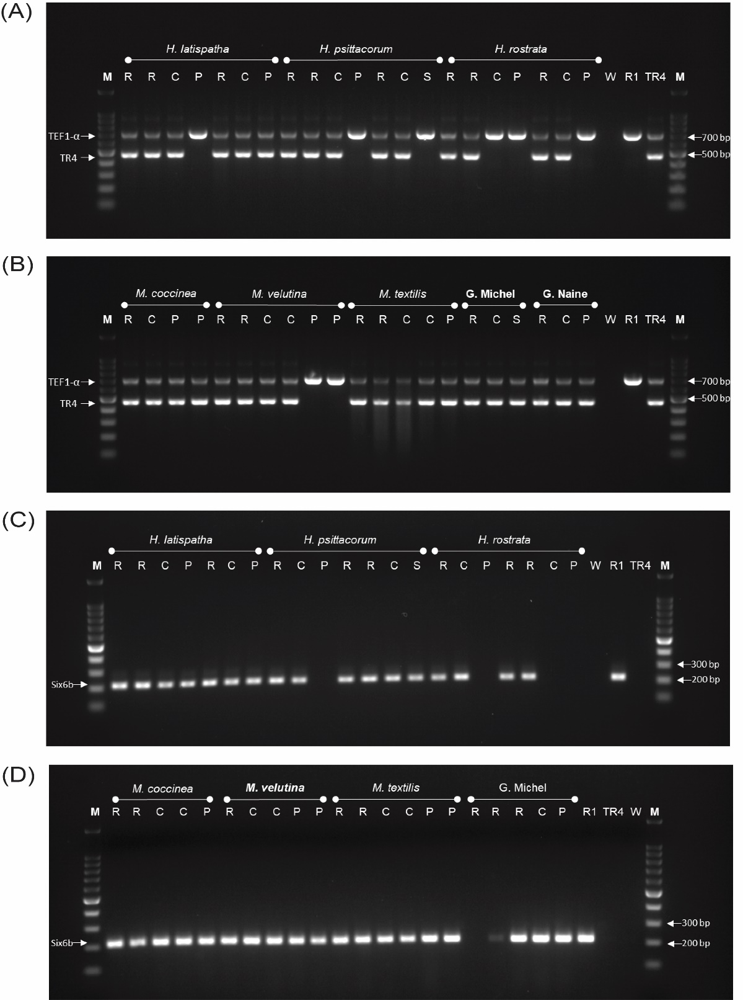 (A)
H. latispatha H. psittacorum H. rostrata
M R R C P R C P R R C P R C S R R C P R C P W R1 TR4 M
TEF1-α 700 bp
TR4 500 bp
(B)
M. coccinea M. velutina M. textilis G. Michel G. Naine
M R C P P R R C C P P R R C C P R C S R C P W R1 TR4 M
TEF1-α 700 bp
TR4 500 bp
(C)
H. latispatha H. psittacorum H. rostrata
M R R C P R C P R C P R R C S R C P R R C P W R1 TR4 M
300 bp
Six6b 200 bp
(D)
M. coccinea M. velutina M. textilis G. Michel
M R R C C P R C C P P R R C C P P R R R C P R1 TR4 W M
300 bp
Six6b 200 bp